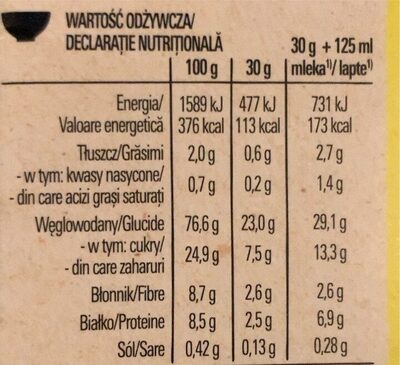 WARTOŚĆ ODŻYWCZA/
DECLARAȚIE NUTRIȚIONALĂ
30 g + 125 ml
100 g 30 g mleka¹⁾/ lapte¹⁾
Energia/ 1589 kJ 477 kJ 731 kJ
Valoare energetică 376 kcal 113 kcal 173 kcal
Tłuszcz/Grăsimi 2,0 g 0,6 g 2,7 g
- w tym: kwasy nasycone/ 0,7 g 0,2 g 1,4 g
- din care acizi grași saturați
Węglowodany/Glucide 76,6 g 23,0 g 29,1 g
- w tym: cukry/ 24,9 g 7,5 g 13,3 g
- din care zaharuri
Błonnik/Fibre 8,7 g 2,6 g 2,6 g
Białko/Proteine 8,5 g 2,5 g 6,9 g
Sól/Sare 0,42 g 0,13 g 0,28 g